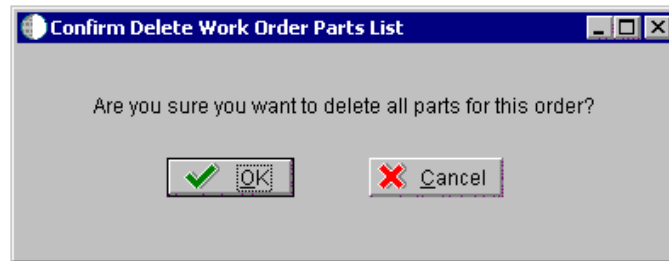 Confirm Delete Work Order Parts List
Are you sure you want to delete all parts for this order?
OK Cancel